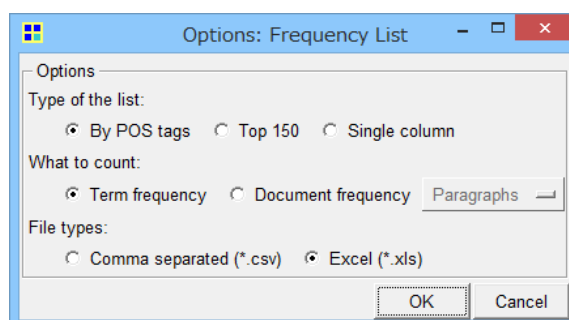 Options: Frequency List
Options
Type of the list:
By POS tags Top 150 Single column
What to count:
Term frequency Document frequency Paragraphs
File types:
Comma separated (*.csv) Excel (*.xls)
OK Cancel